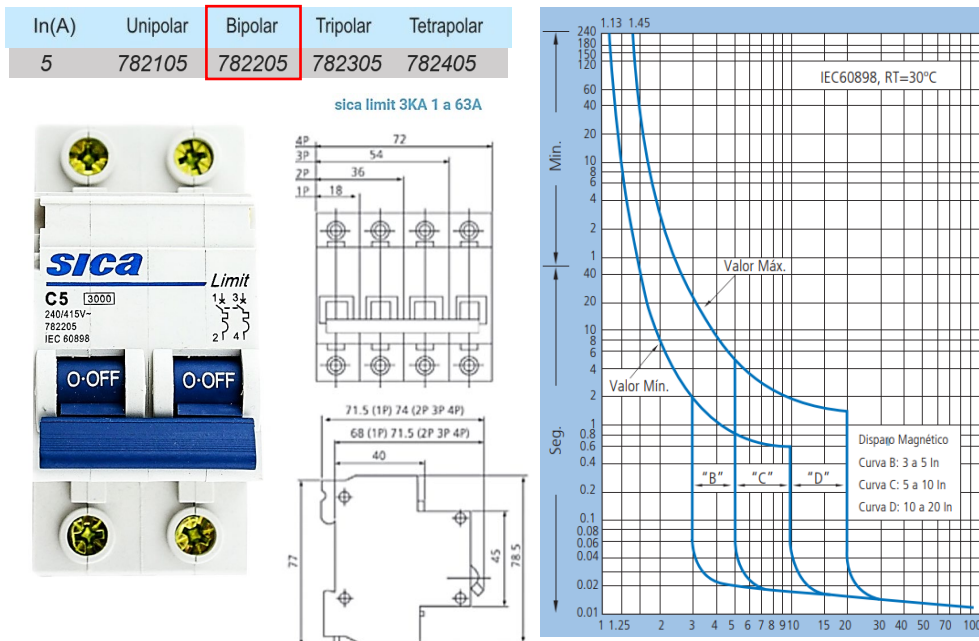 In(A) Unipolar Bipolar Tripolar Tetrapolar
5 782105 782205 782305 782405
sica limit 3KA 1 a 63A
4P 72
3P 54
2P 36
1P 18
sica
Limit
C5 3000
240/415V~
782205
IEC 60898
1 3
2 4
O·OFF O·OFF
71.5 (1P) 74 (2P 3P 4P)
68 (1P) 71.5 (2P 3P 4P)
40
77
45
78.5
1.13 1.45
IEC60898, RT=30ºC
Min.
240
180
150
120
60
40
20
10
8
6
4
2
1
Seg.
40
20
10
8
6
4
2
1
0.8
0.6
0.4
0.2
0.1
0.08
0.06
0.04
0.02
0.01
Valor Máx.
Valor Mín.
"B" "C" "D"
Disparo Magnético
Curva B: 3 a 5 In
Curva C: 5 a 10 In
Curva D: 10 a 20 In
1 1.25 2 3 4 5 6 7 8 9 10 15 20 30 40 50 70 100